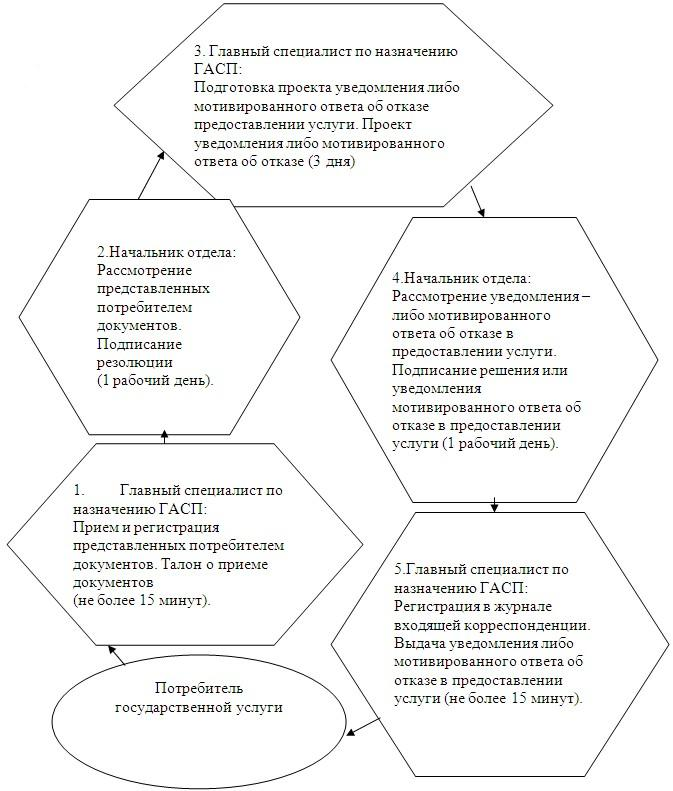 3. Главный специалист по назначению
ГАСП:
Подготовка проекта уведомления либо
мотивированного ответа об отказе
предоставлении услуги. Проект
уведомления либо мотивированного
ответа об отказе (3 дня)
2.Начальник отдела:
Рассмотрение
представленных
потребителем
документов.
Подписание
резолюции
(1 рабочий день).
4.Начальник отдела:
Рассмотрение уведомления –
либо мотивированного
ответа об отказе в
предоставлении услуги.
Подписание решения или
уведомления
мотивированного ответа об
отказе в предоставлении
услуги (1 рабочий день).
1. Главный специалист по
назначению ГАСП:
Прием и регистрация
представленных потребителем
документов. Талон о приеме
документов
(не более 15 минут).
5.Главный специалист по
назначению ГАСП:
Регистрация в журнале
входящей корреспонденции.
Выдача уведомления либо
мотивированного ответа об
отказе в предоставлении
услуги (не более 15 минут).
Потребитель
государственной услуги